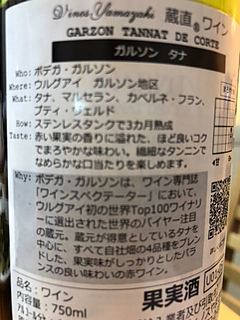 Vinos Yamazaki 蔵直®ワイン
GARZON TANNAT DE CORTE
ガルソン タナ
Who: ボデガ・ガルソン
Where: ウルグアイ ガルソン地区
What: タナ、マルセラン、カベルネ・フラン、
プティ・ヴェルド
How: ステンレスタンクで3カ月熟成
Taste: 赤い果実の香りに溢れた、ほど良いコク
でまろやかな味わい。繊細なタンニンで
なめらかな口当たりを楽しめます。
Why: ボデガ・ガルソンは、ワイン専門誌
「ワインスペクテーター」において、
ウルグアイ初の世界Top100ワイナリ
ーに選出された世界のバイヤー注目
の蔵元。蔵元が得意としているタナを
中心に、すべて自社畑の4品種をブレン
ドした、果実味がしっかりとしたバラ
ンスの良い味わいの赤ワイン。
品名：ワイン
果実酒
内容量：750ml